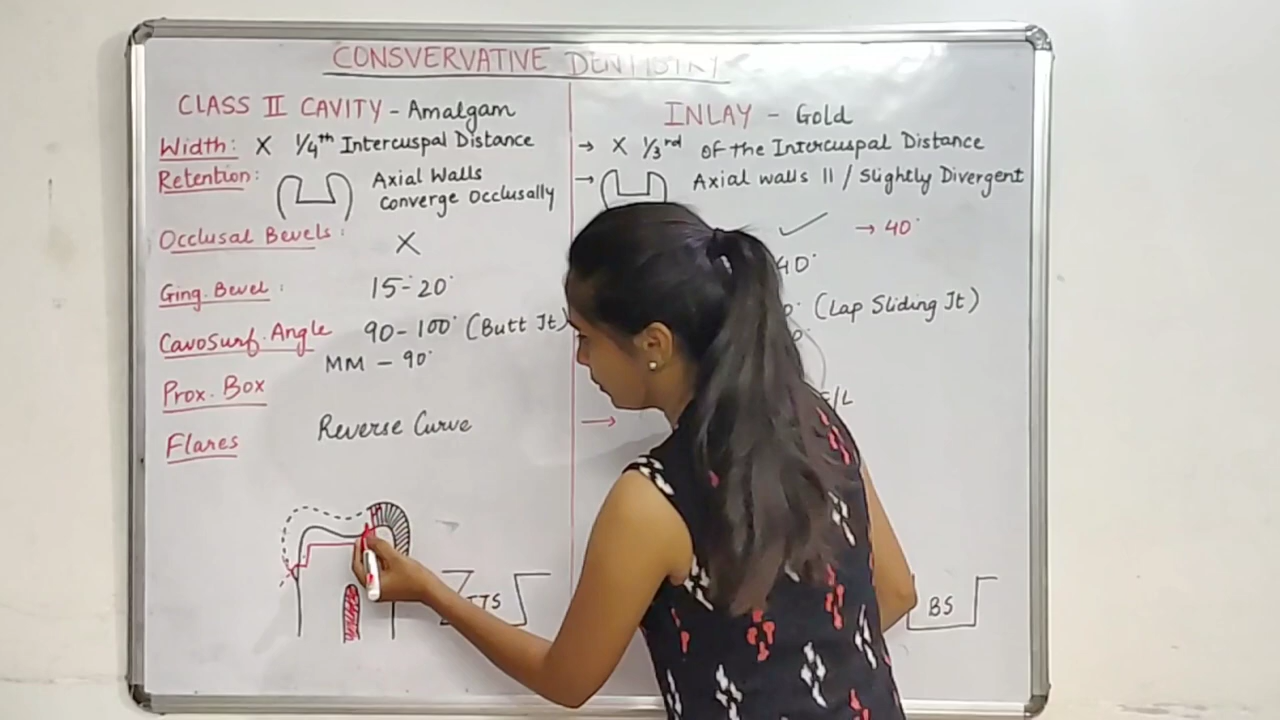 CONSVERVATIVE DENTISTRY
CLASS II CAVITY - Amalgam
Width: X 1/4th Intercuspal Distance
Retention: Axial Walls
Converge Occlusally
Occlusal Bevels: X
Ging. Bevel: 15°-20°
CavoSurf. Angle 90-100° (Butt Jt)
MM - 90°
Prox. Box
Flares Reverse Curve
INLAY - Gold
→ X 1/3rd of the Intercuspal Distance
→ Axial walls II / Slightly Divergent
✓ → 40°
40°
(Lap Sliding Jt)
→
BS